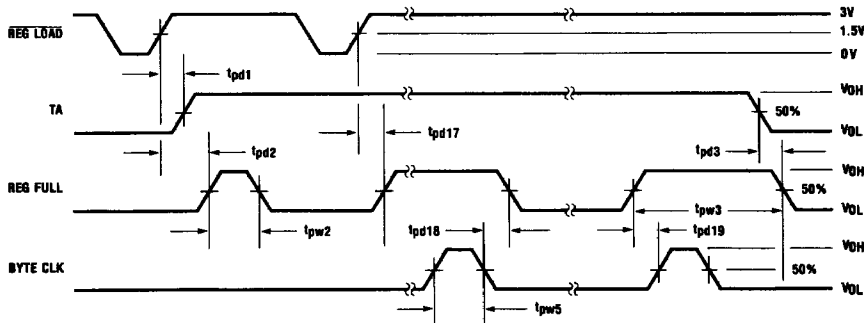 REG LOAD
3V
1.5V
0V
tpd1
TA
VOH
50%
VOL
tpd17
tpd3
tpd2
REG FULL
VOH
50%
VOL
tpw2
tpd18
tpw3
tpd19
BYTE CLK
VOH
50%
VOL
tpw5